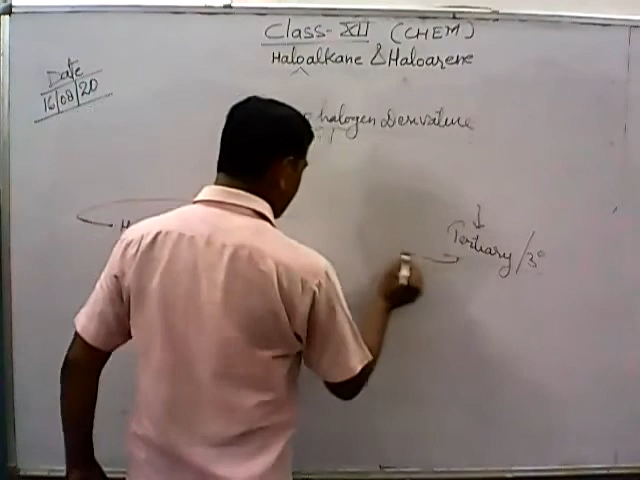 Class-XII (CHEM)
Haloalkane & Haloarene
Date
16/08/20
halogen Derivative
H
Tertiary/3°